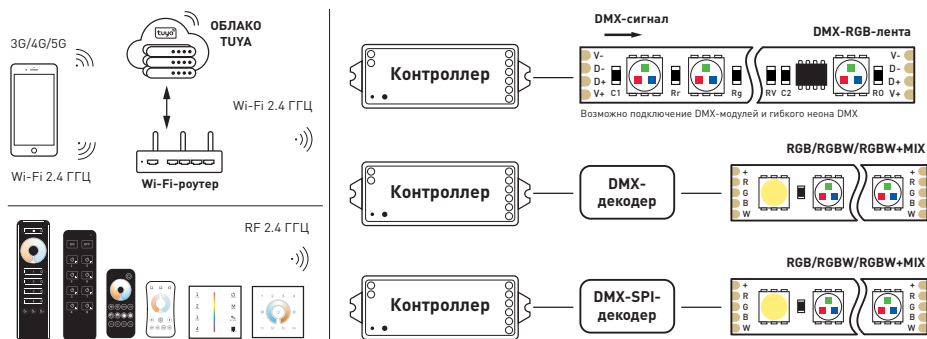 3G/4G/5G
tuya
ОБЛАКО
TUYA
Wi-Fi 2.4 ГГЦ
Wi-Fi 2.4 ГГЦ
Wi-Fi-роутер
RF 2.4 ГГЦ
DMX-сигнал
DMX-RGB-лента
Контроллер
V-
D-
D+
V+
C1
Rr
Rg
RV
C2
R0
V-
D-
D+
V+
Возможно подключение DMX-модулей и гибкого неона DMX
RGB/RGBW/RGBW+MIX
Контроллер
DMX-
декодер
+
R
G
B
W
+
R
G
B
W
RGB/RGBW/RGBW+MIX
Контроллер
DMX-SPI-
декодер
+
R
G
B
W
+
R
G
B
W